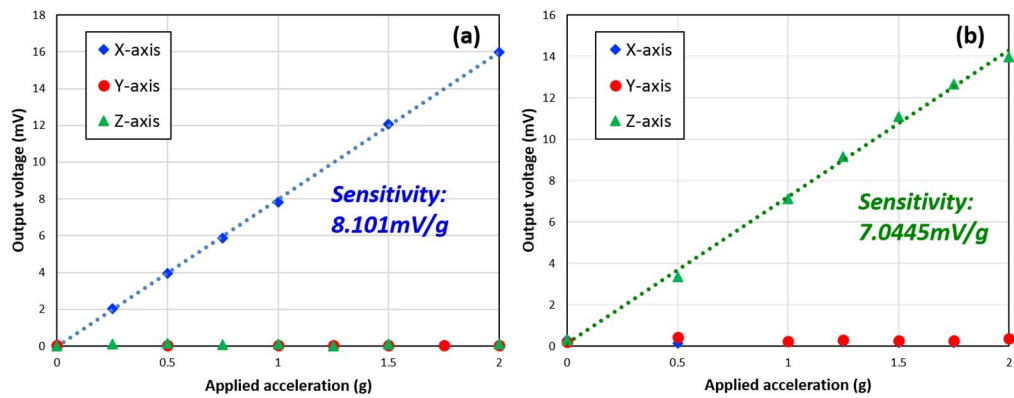 (a)
X-axis
Y-axis
Z-axis
Sensitivity:
8.101mV/g
Output voltage (mV)
18
16
14
12
10
8
6
4
2
0
0
0.5
1
1.5
2
Applied acceleration (g)
(b)
X-axis
Y-axis
Z-axis
Sensitivity:
7.0445mV/g
Output voltage (mV)
16
14
12
10
8
6
4
2
0
0
0.5
1
1.5
2
Applied acceleration (g)